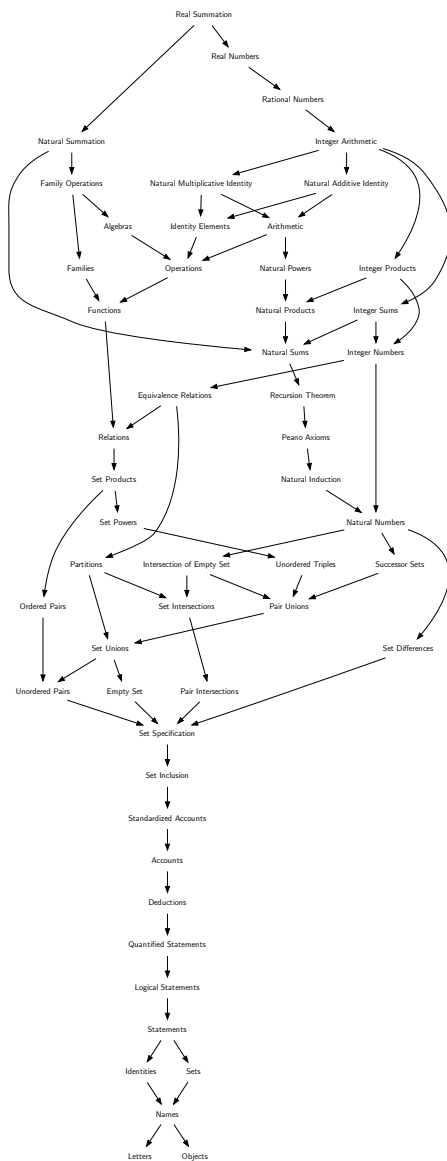 Real Summation
Real Numbers
Rational Numbers
Natural Summation
Integer Arithmetic
Family Operations
Natural Multiplicative Identity
Natural Additive Identity
Algebras
Identity Elements
Arithmetic
Families
Operations
Natural Powers
Integer Products
Functions
Natural Products
Integer Sums
Natural Sums
Integer Numbers
Equivalence Relations
Recursion Theorem
Relations
Peano Axioms
Set Products
Natural Induction
Set Powers
Natural Numbers
Partitions
Intersection of Empty Set
Unordered Triples
Successor Sets
Ordered Pairs
Set Intersections
Pair Unions
Set Unions
Set Differences
Unordered Pairs
Empty Set
Pair Intersections
Set Specification
Set Inclusion
Standardized Accounts
Accounts
Deductions
Quantified Statements
Logical Statements
Statements
Identities
Sets
Names
Letters
Objects